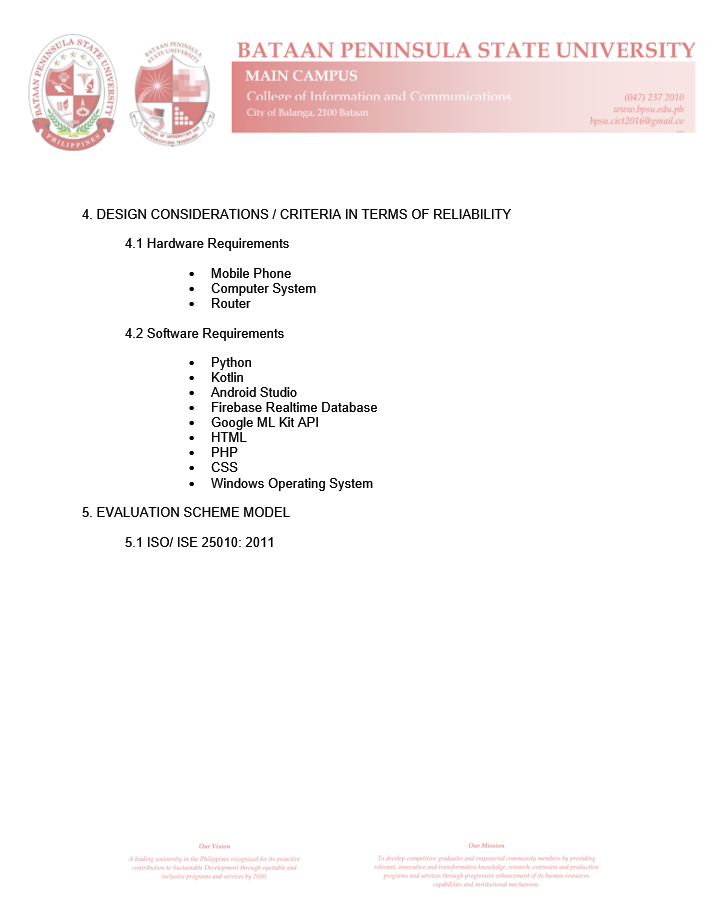 BATAAN PENINSULA STATE UNIVERSITY
PHILIPPINES
BATAAN PENINSULA
STATE UNIVERSITY
COLLEGE OF INFORMATION AND
COMMUNICATIONS TECHNOLOGY
BATAAN PENINSULA STATE UNIVERSITY
MAIN CAMPUS
College of Information and Communications
City of Balanga, 2100 Bataan
(047) 237 2010
www.bpsu.edu.ph
bpsu.cict2016@gmail.co
4. DESIGN CONSIDERATIONS / CRITERIA IN TERMS OF RELIABILITY
4.1 Hardware Requirements
• Mobile Phone
• Computer System
• Router
4.2 Software Requirements
• Python
• Kotlin
• Android Studio
• Firebase Realtime Database
• Google ML Kit API
• HTML
• PHP
• CSS
• Windows Operating System
5. EVALUATION SCHEME MODEL
5.1 ISO/ ISE 25010: 2011
Our Vision
A leading university in the Philippines recognized for its proactive
contribution to Sustainable Development through equitable and
inclusive programs and services by 2030.
Our Mission
To develop competitive graduates and empowered community members by providing
relevant, innovative and transformative knowledge, research, extension and production
programs and services through progressive enhancement of its human resources
capabilities and institutional mechanism.